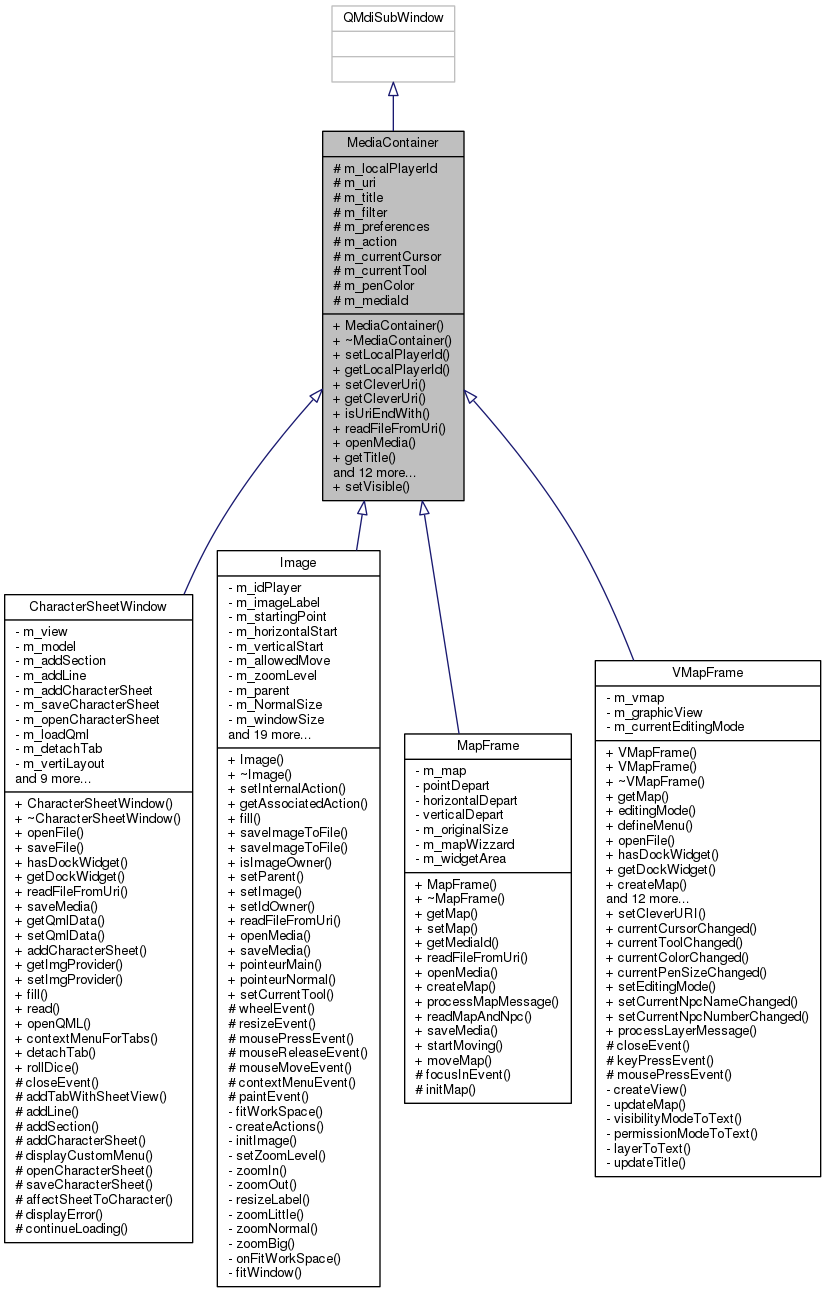 QMdiSubWindow
MediaContainer
# m_localPlayerId
# m_uri
# m_title
# m_filter
# m_preferences
# m_action
# m_currentCursor
# m_currentTool
# m_penColor
# m_mediaId
+ MediaContainer()
+ ~MediaContainer()
+ setLocalPlayerId()
+ getLocalPlayerId()
+ setCleverUri()
+ getCleverUri()
+ isUriEndWith()
+ readFileFromUri()
+ openMedia()
+ getTitle()
and 12 more...
+ setVisible()
CharacterSheetWindow
- m_view
- m_model
- m_addSection
- m_addLine
- m_addCharacterSheet
- m_saveCharacterSheet
- m_openCharacterSheet
- m_loadQml
- m_detachTab
- m_vertiLayout
and 9 more...
+ CharacterSheetWindow()
+ ~CharacterSheetWindow()
+ openFile()
+ saveFile()
+ hasDockWidget()
+ getDockWidget()
+ readFileFromUri()
+ saveMedia()
+ getQmlData()
+ setQmlData()
+ addCharacterSheet()
+ getImgProvider()
+ setImgProvider()
+ fill()
+ read()
+ openQML()
+ contextMenuForTabs()
+ detachTab()
+ rollDice()
# closeEvent()
# addTabWithSheetView()
# addLine()
# addSection()
# addCharacterSheet()
# displayCustomMenu()
# openCharacterSheet()
# saveCharacterSheet()
# affectSheetToCharacter()
# displayError()
# continueLoading()
Image
- m_idPlayer
- m_imageLabel
- m_startingPoint
- m_horizontalStart
- m_verticalStart
- m_allowedMove
- m_zoomLevel
- m_parent
- m_NormalSize
- m_windowSize
and 19 more...
+ Image()
+ ~Image()
+ setInternalAction()
+ getAssociatedAction()
+ fill()
+ saveImageToFile()
+ saveImageToFile()
+ isImageOwner()
+ setParent()
+ setImage()
+ setIdOwner()
+ readFileFromUri()
+ openMedia()
+ saveMedia()
+ pointeurMain()
+ pointeurNormal()
+ setCurrentTool()
# wheelEvent()
# resizeEvent()
# mousePressEvent()
# mouseReleaseEvent()
# mouseMoveEvent()
# contextMenuEvent()
# paintEvent()
- fitWorkSpace()
- createActions()
- initImage()
- setZoomLevel()
- zoomIn()
- zoomOut()
- resizeLabel()
- zoomLittle()
- zoomNormal()
- zoomBig()
- onFitWorkSpace()
- fitWindow()
MapFrame
- m_map
- pointDepart
- horizontalDepart
- verticalDepart
- m_originalSize
- m_mapWizzard
- m_widgetArea
+ MapFrame()
+ ~MapFrame()
+ getMap()
+ setMap()
+ getMediaId()
+ readFileFromUri()
+ openMedia()
+ createMap()
+ processMapMessage()
+ readMapAndNpc()
+ saveMedia()
+ startMoving()
+ moveMap()
# focusInEvent()
# initMap()
VMapFrame
- m_vmap
- m_graphicView
- m_currentEditingMode
+ VMapFrame()
+ VMapFrame()
+ ~VMapFrame()
+ getMap()
+ editingMode()
+ defineMenu()
+ openFile()
+ hasDockWidget()
+ getDockWidget()
+ createMap()
and 12 more...
+ setCleverURI()
+ currentCursorChanged()
+ currentToolChanged()
+ currentColorChanged()
+ currentPenSizeChanged()
+ setEditingMode()
+ setCurrentNpcNameChanged()
+ setCurrentNpcNumberChanged()
+ processLayerMessage()
# closeEvent()
# keyPressEvent()
# mousePressEvent()
- createView()
- updateMap()
- visibilityModeToText()
- permissionModeToText()
- layerToText()
- updateTitle()